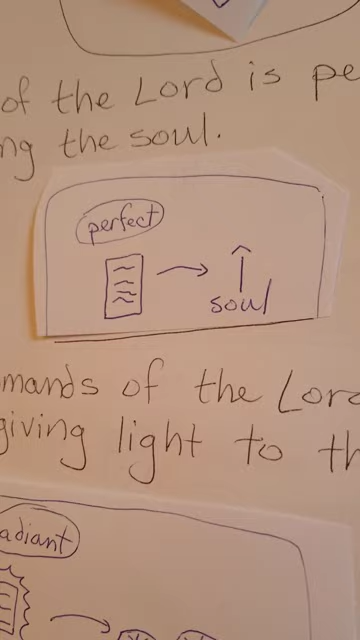 of the Lord is pe
ng the soul.
perfect
soul
mands of the Lord
giving light to th
adiant